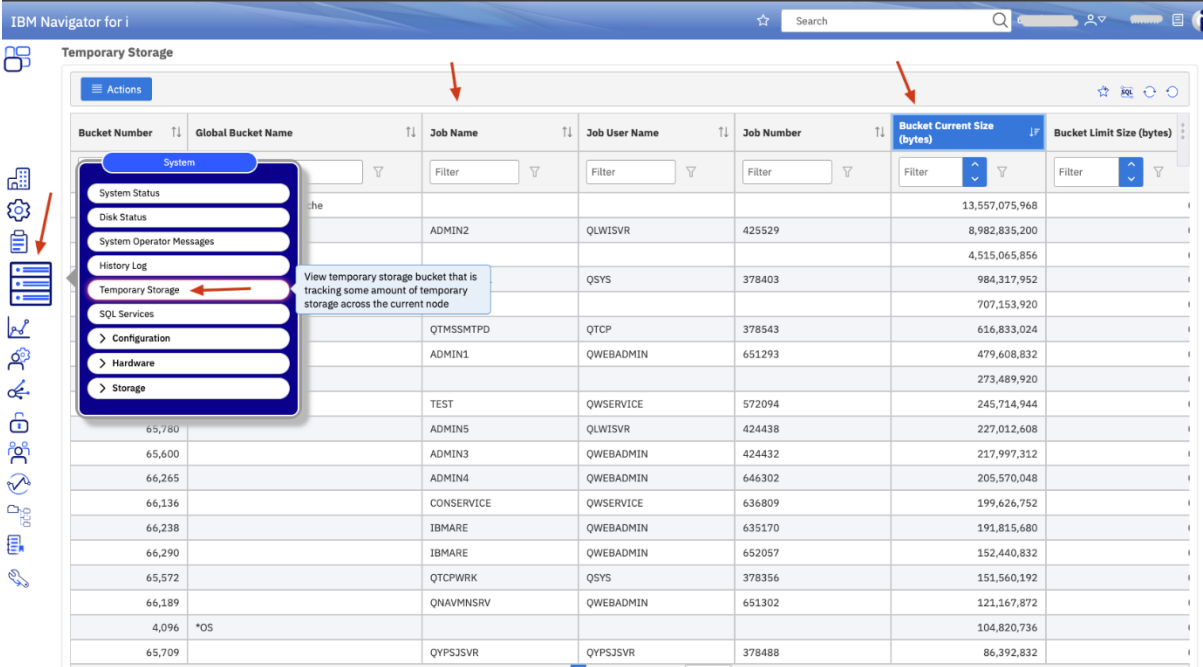 IBM Navigator for i
Search
Temporary Storage
Actions
SQL
Bucket Number Global Bucket Name Job Name Job User Name Job Number Bucket Current Size (bytes) Bucket Limit Size (bytes)
Filter Filter Filter Filter Filter
System
System Status
Disk Status
System Operator Messages
History Log
Temporary Storage
SQL Services
Configuration
Hardware
Storage
View temporary storage bucket that is
tracking some amount of temporary
storage across the current node
13,557,075,968
ADMIN2 QLWISVR 425529 8,982,835,200
4,515,065,856
QSYS 378403 984,317,952
707,153,920
QTMSSMTPD QTCP 378543 616,833,024
ADMIN1 QWEBADMIN 651293 479,608,832
273,489,920
TEST QWSERVICE 572094 245,714,944
65,780 ADMIN5 QLWISVR 424438 227,012,608
65,600 ADMIN3 QWEBADMIN 424432 217,997,312
66,265 ADMIN4 QWEBADMIN 646302 205,570,048
66,136 CONSERVICE QWSERVICE 636809 199,626,752
66,238 IBMARE QWEBADMIN 635170 191,815,680
66,290 IBMARE QWEBADMIN 652057 152,440,832
65,572 QTCPWRK QSYS 378356 151,560,192
66,189 QNAVMNSRV QWEBADMIN 651302 121,167,872
4,096 *OS 104,820,736
65,709 QYPSJSVR QYPSJSVR 378488 86,392,832